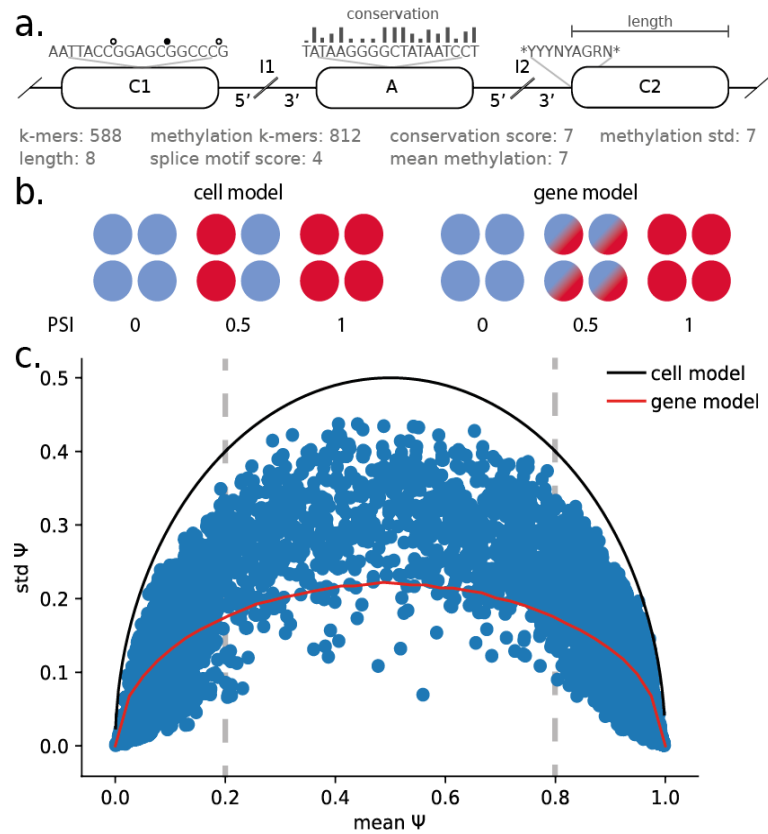 a.
conservation
length
AATTACCGGAGCGGCCCG
TATAAGGGGCTATAATCCT
*YYYNYAGRN*
I1
I2
C1
A
C2
5’
3’
5’
3’
k-mers: 588
methylation k-mers: 812
conservation score: 7
methylation std: 7
length: 8
splice motif score: 4
mean methylation: 7
b.
cell model
gene model
PSI
0
0.5
1
0
0.5
1
c.
cell model
gene model
0.5
0.4
0.3
0.2
0.1
0.0
std Ψ
0.0
0.2
0.4
0.6
0.8
1.0
mean Ψ